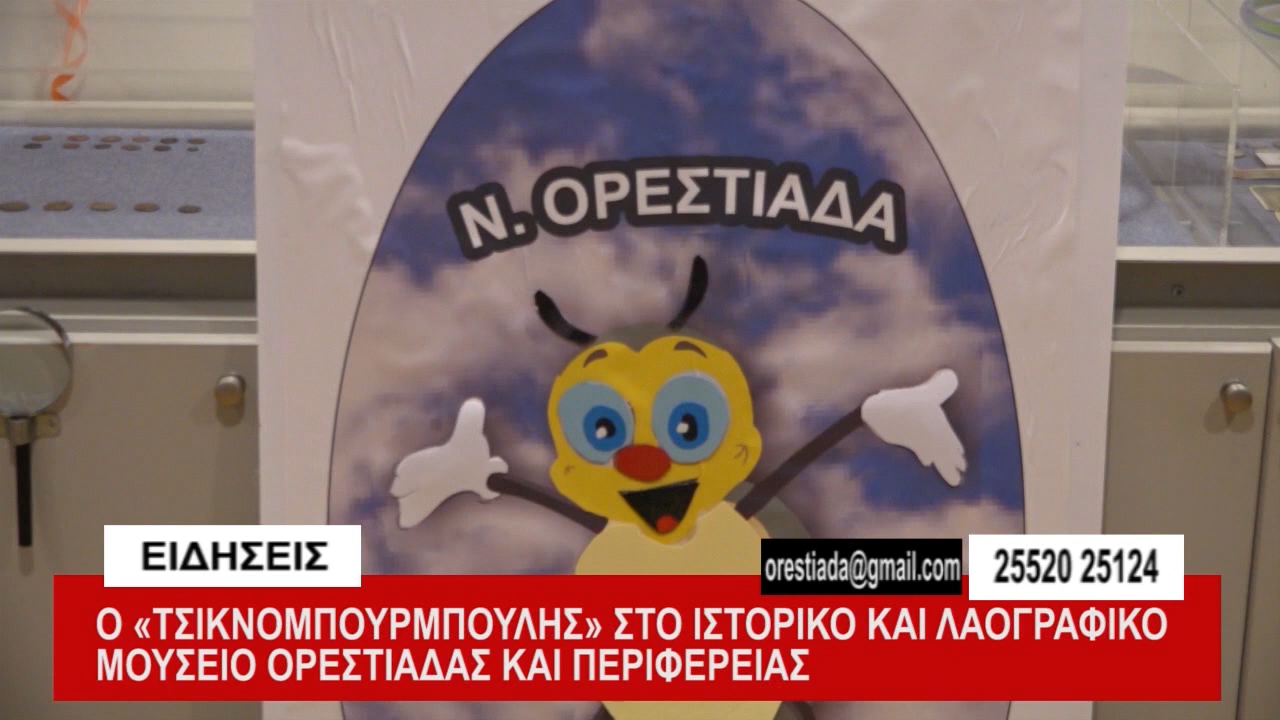 Ν. ΟΡΕΣΤΙΑΔΑ
ΕΙΔΗΣΕΙΣ
orestiada@gmail.com
25520 25124
Ο «ΤΣΙΚΝΟΜΠΟΥΡΜΠΟΥΛΗΣ» ΣΤΟ ΙΣΤΟΡΙΚΟ ΚΑΙ ΛΑΟΓΡΑΦΙΚΟ
ΜΟΥΣΕΙΟ ΟΡΕΣΤΙΑΔΑΣ ΚΑΙ ΠΕΡΙΦΕΡΕΙΑΣ